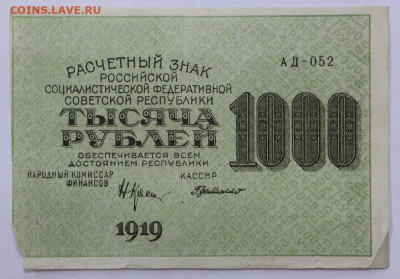 COINS.LAVE.RU
РАСЧЕТНЫЙ ЗНАК
РОССИЙСКОЙ
СОЦИАЛИСТИЧЕСКОЙ ФЕДЕРАТИВНОЙ
СОВЕТСКОЙ РЕСПУБЛИКИ
ТЫСЯЧА
РУБЛЕЙ
ОБЕСПЕЧИВАЕТСЯ ВСЕМ
ДОСТОЯНИЕМ РЕСПУБЛИКИ
НАРОДНЫЙ КОМИССАР
ФИНАНСОВ
КАССИР
1919
АД-052
1000